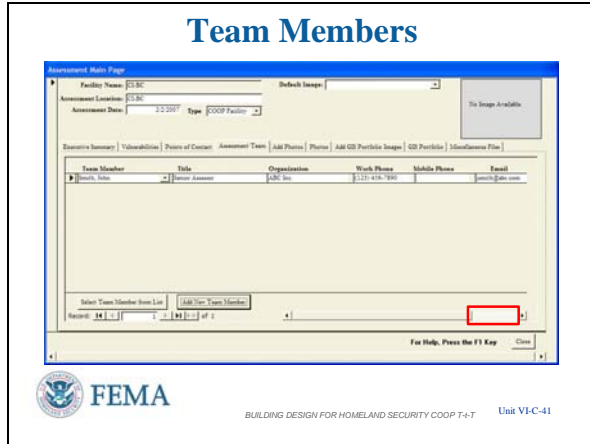 Team Members
Assessment Main Page
Facility Name: CI-BC
Default Image:
Assessment Location: CI-BC
Assessment Date: 2/2/2007 Type COOP Facility
No Image Available
Executive Summary Vulnerabilities Points of Contact Assessment Team Add Photos Photos Add GIS Portfolio Images GIS Portfolio Miscellaneous Files
Team Member Title Organization Work Phone Mobile Phone Email
Smith, John Senior Assessor ABC Inc. (123) 456-7890 jsmith@abc.com
Select Team Member from List Add New Team Member
Record: 1 of 1
For Help, Press the F1 Key Close
FEMA
BUILDING DESIGN FOR HOMELAND SECURITY COOP T-t-T Unit VI-C-41